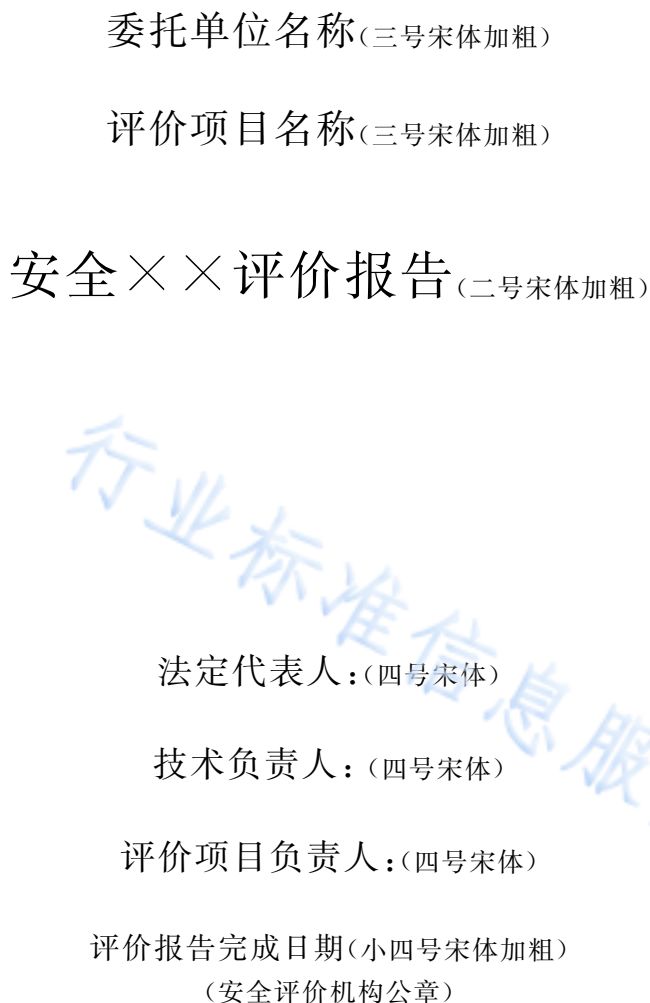 委托单位名称(三号宋体加粗)
评价项目名称(三号宋体加粗)
安全××评价报告(二号宋体加粗)
行业标准信息服
法定代表人:(四号宋体)
技术负责人:(四号宋体)
评价项目负责人:(四号宋体)
评价报告完成日期(小四号宋体加粗)
(安全评价机构公章)